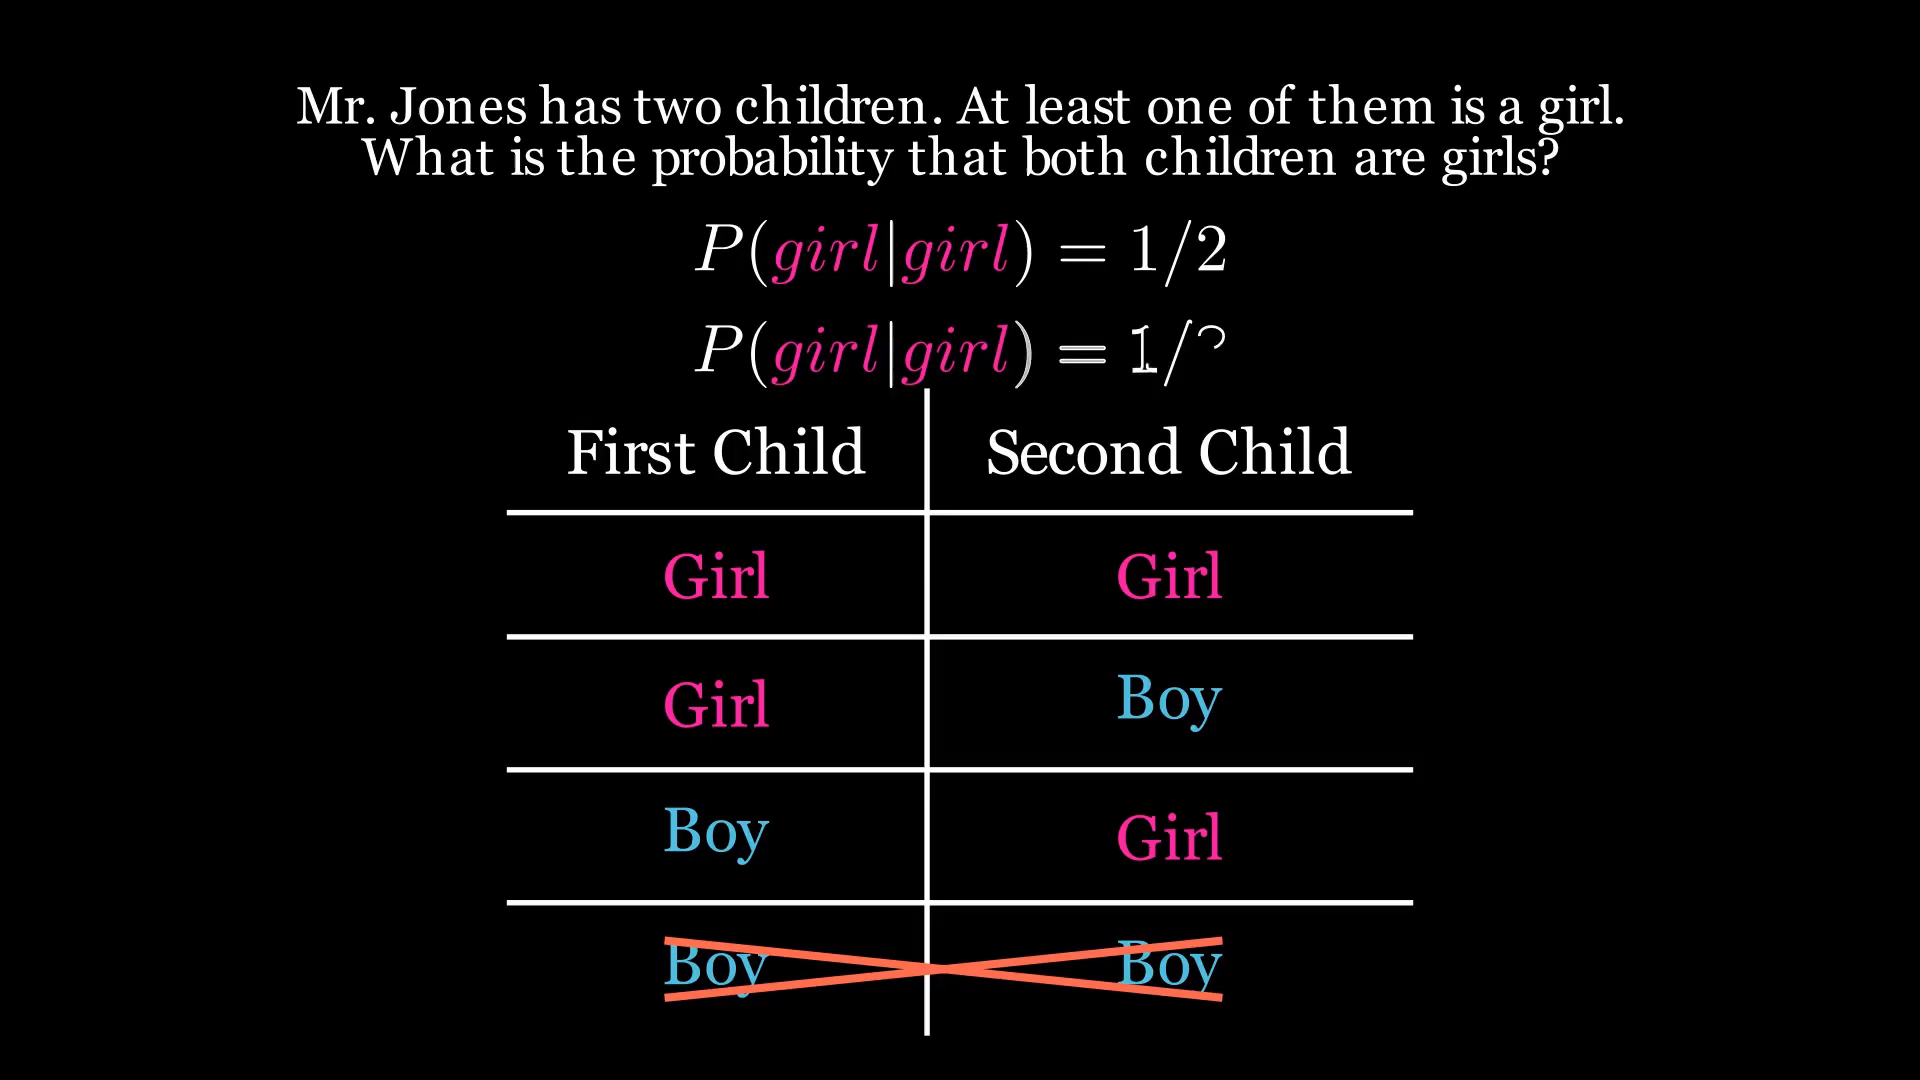 Mr. Jones has two children. At least one of them is a girl.
What is the probability that both children are girls?
P(girl|girl) = 1/2
P(girl|girl) = 1/
First Child Second Child
Girl Girl
Girl Boy
Boy Girl
Boy Boy